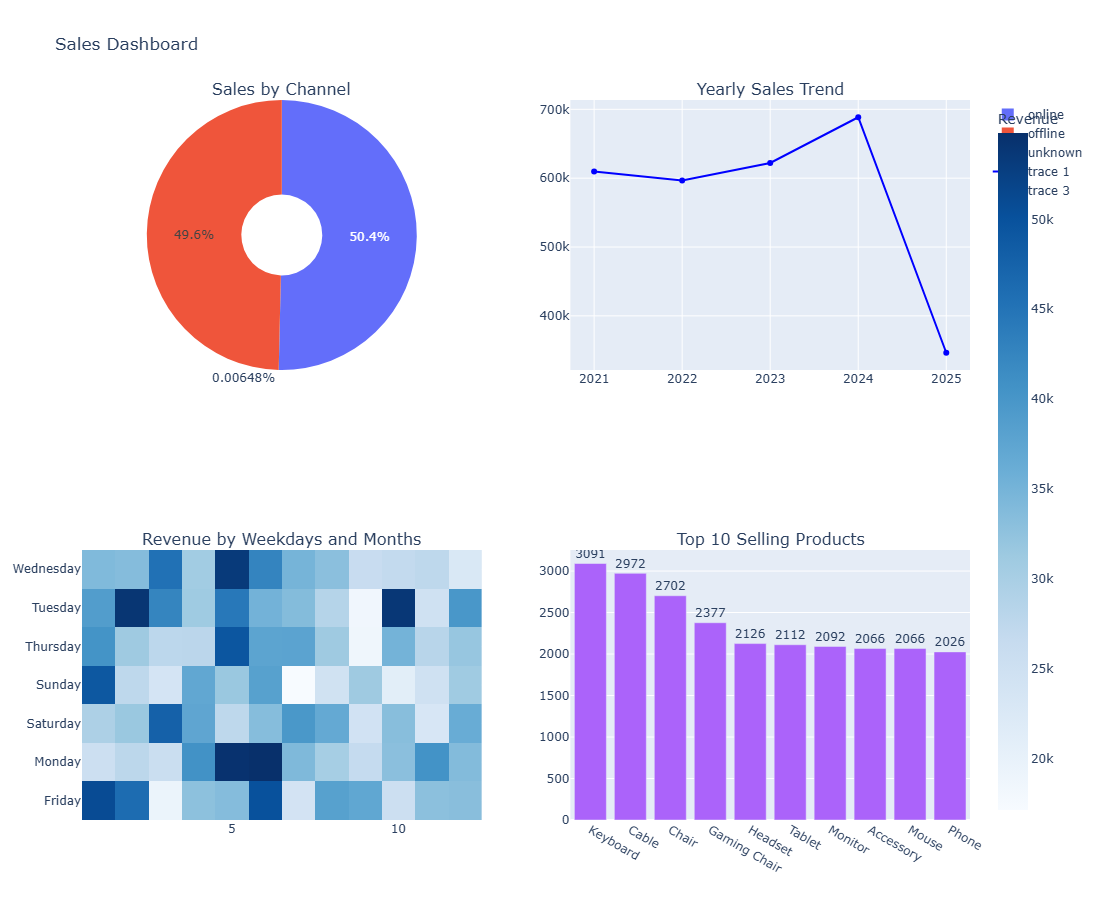 Sales Dashboard
Sales by Channel
49.6%
50.4%
0.00648%
Yearly Sales Trend
700k
600k
500k
400k
2021 2022 2023 2024 2025
online
Revenue
offline
unknown
trace 1
trace 3
50k
45k
40k
35k
30k
25k
20k
Revenue by Weekdays and Months
Wednesday
Tuesday
Thursday
Sunday
Saturday
Monday
Friday
5 10
Top 10 Selling Products
3091 2972 2702 2377 2126 2112 2092 2066 2066 2026
3000
2500
2000
1500
1000
500
0
Keyboard Cable Chair Gaming Chair Headset Tablet Monitor Accessory Mouse Phone